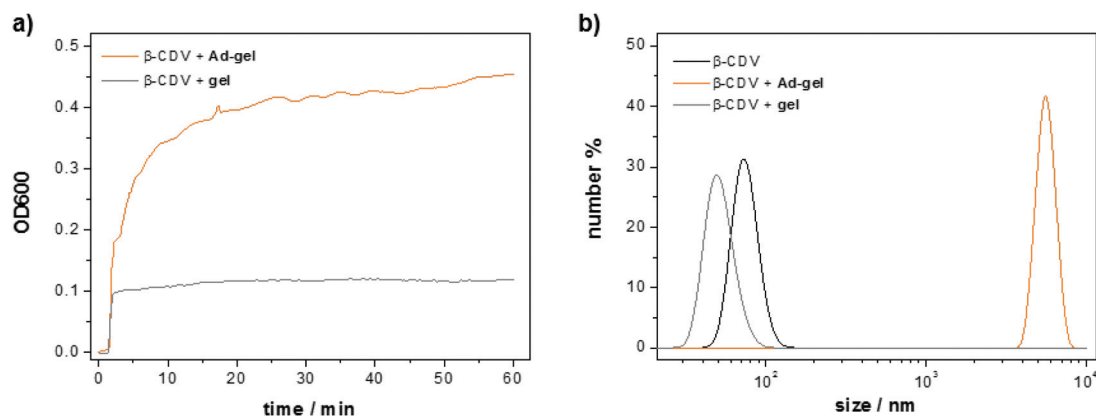 a)
β-CDV + Ad-gel
β-CDV + gel
OD600
0.5
0.4
0.3
0.2
0.1
0.0
0 10 20 30 40 50 60
time / min
b)
β-CDV
β-CDV + Ad-gel
β-CDV + gel
number %
50
40
30
20
10
0
10² 10³ 10⁴
size / nm